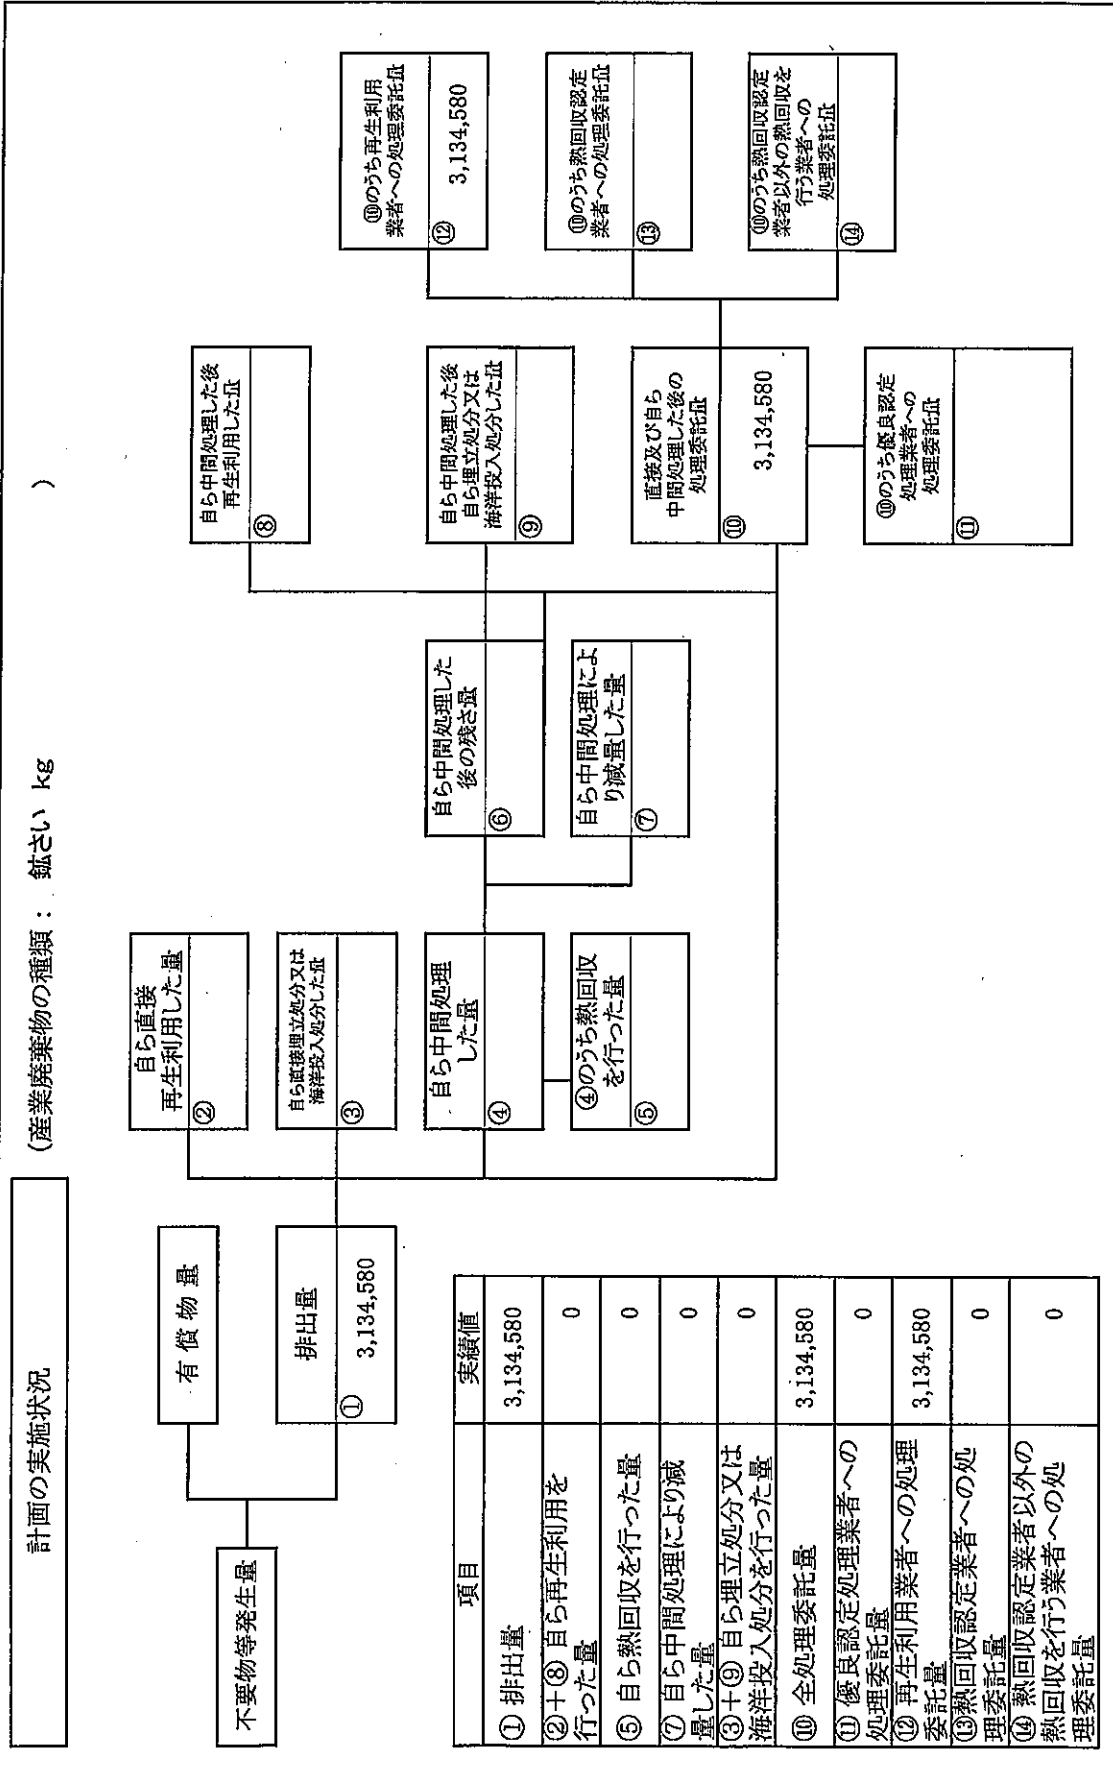 計画の実施状況
(産業廃棄物の種類： 鉱さい kg )
不要物等発生量
有償物量
排出量
①
3,134,580
自ら直接
再生利用した量
②
自ら直接埋立処分又は
海洋投入処分した量
③
自ら中間処理
した量
④
④のうち熱回収
を行った量
⑤
自ら中間処理した
後の残さ量
⑥
自ら中間処理によ
り減量した量
⑦
自ら中間処理した後
再生利用した量
⑧
自ら中間処理した後
自ら埋立処分又は
海洋投入処分した量
⑨
直接及び自ら
中間処理した後の
処理委託量
⑩
3,134,580
⑩のうち優良認定
処理業者への
処理委託量
⑪
⑩のうち再生利用
業者への処理委託量
⑫
3,134,580
⑩のうち熱回収認定
業者への処理委託量
⑬
⑩のうち熱回収認定
業者以外の熱回収を
行う業者への
処理委託量
⑭
項目 実績値
①排出量 3,134,580
②+⑧ 自ら再生利用を
行った量 0
⑤ 自ら熱回収を行った量 0
⑦ 自ら中間処理により減
量した量 0
③+⑨ 自ら埋立処分又は
海洋投入処分を行った量 0
⑩ 全処理委託量 3,134,580
⑪ 優良認定処理業者への
処理委託量 0
⑫ 再生利用業者への処理
委託量 3,134,580
⑬熱回収認定業者への処
理委託量 0
⑭ 熱回収認定業者以外の
熱回収を行う業者への処
理委託量 0